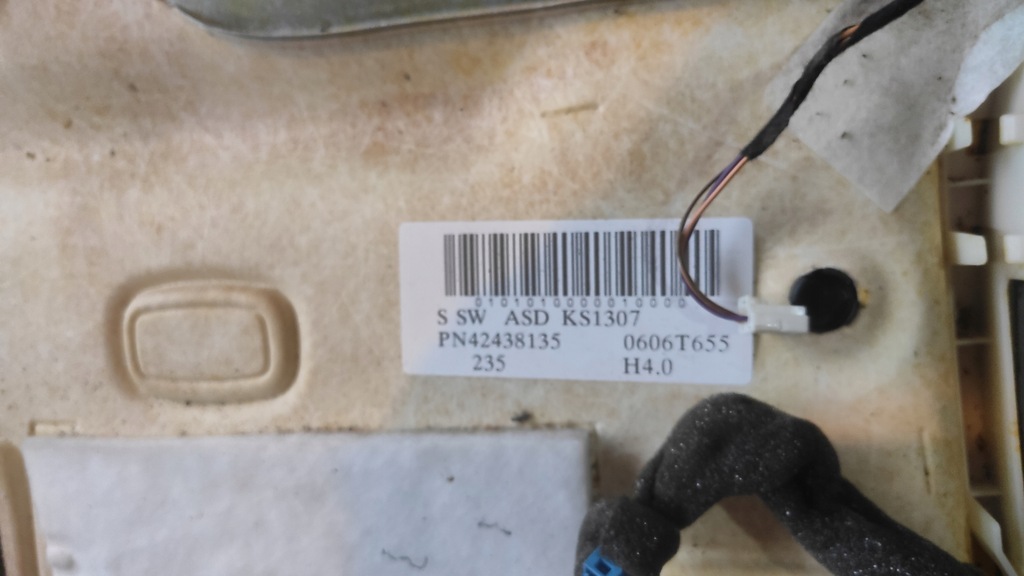 0101010000010000
S SW ASD KS1307
PN42438135 0606T655
235 H4.0